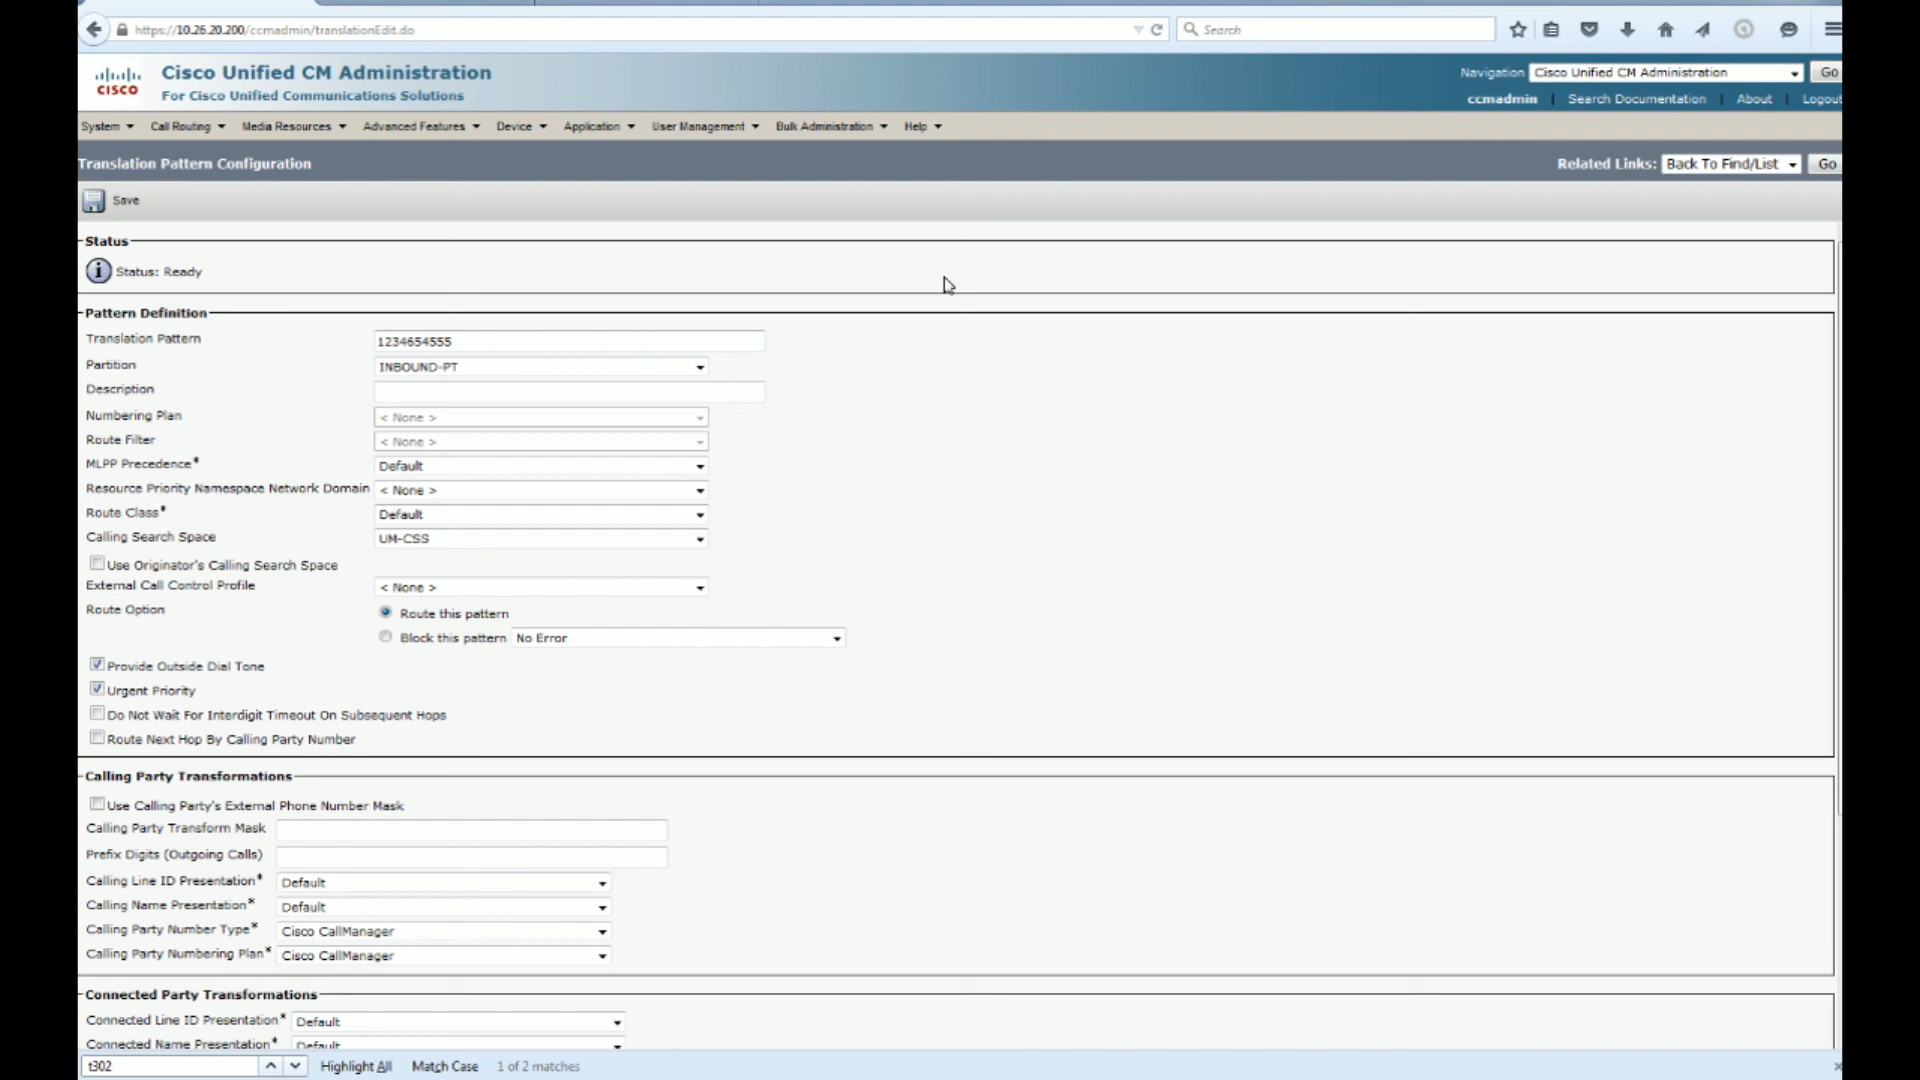 https://10.26.20.200/ccmadmin/translationEdit.do
Search
CISCO
Cisco Unified CM Administration
For Cisco Unified Communications Solutions
Navigation Cisco Unified CM Administration Go
ccmadmin Search Documentation About Logout
System Call Routing Media Resources Advanced Features Device Application User Management Bulk Administration Help
Translation Pattern Configuration
Related Links: Back To Find/List Go
Save
Status
Status: Ready
Pattern Definition
Translation Pattern 1234654555
Partition INBOUND-PT
Description
Numbering Plan < None >
Route Filter < None >
MLPP Precedence* Default
Resource Priority Namespace Network Domain < None >
Route Class* Default
Calling Search Space UM-CSS
Use Originator's Calling Search Space
External Call Control Profile < None >
Route Option Route this pattern
Block this pattern No Error
Provide Outside Dial Tone
Urgent Priority
Do Not Wait For Interdigit Timeout On Subsequent Hops
Route Next Hop By Calling Party Number
Calling Party Transformations
Use Calling Party's External Phone Number Mask
Calling Party Transform Mask
Prefix Digits (Outgoing Calls)
Calling Line ID Presentation* Default
Calling Name Presentation* Default
Calling Party Number Type* Cisco CallManager
Calling Party Numbering Plan* Cisco CallManager
Connected Party Transformations
Connected Line ID Presentation* Default
Connected Name Presentation* Default
t302 Highlight All Match Case 1 of 2 matches